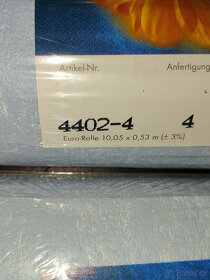 Artikel-Nr. Anfertigung
4402-4 4
Euro-Rolle 10,05 x 0,53 m (± 3%)